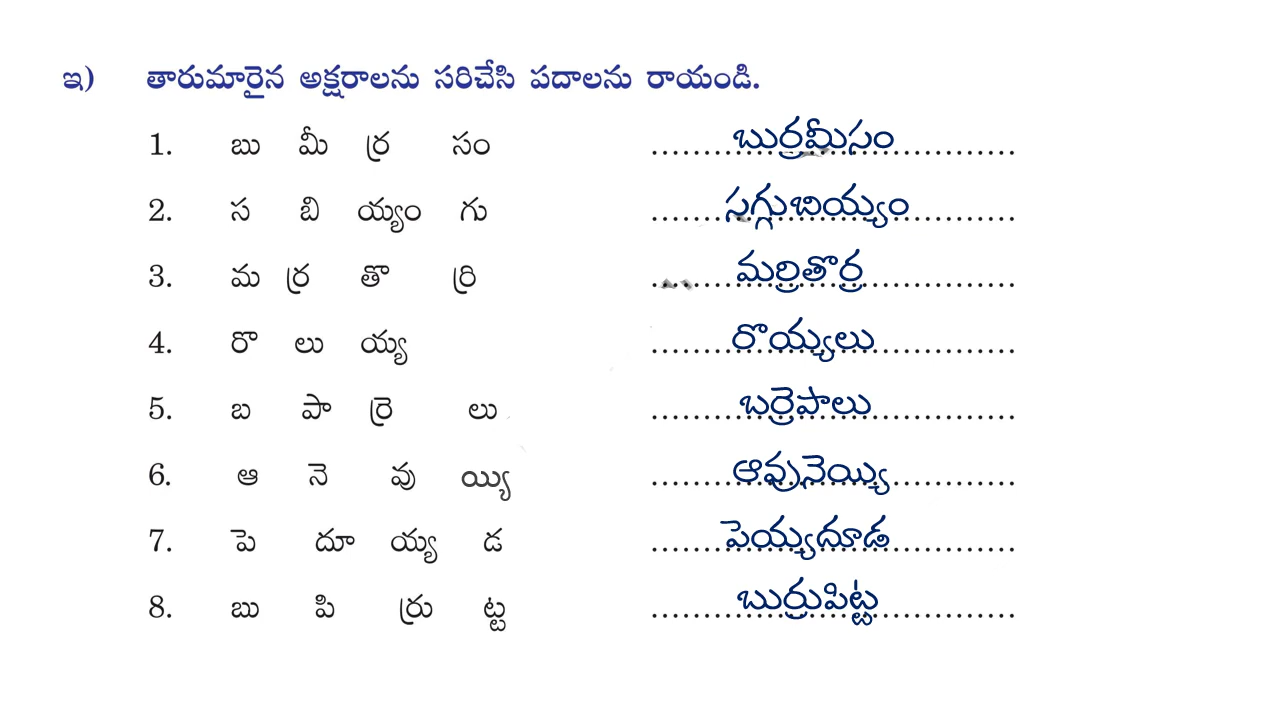 ఇ) తారుమారైన అక్షరాలను సరిచేసి పదాలను రాయండి.
1. బు మీ ర్ర సం ........బుర్రమీసం........
2. స బి య్యం గు ........సగ్గుబియ్యం........
3. మ ర్ర తొ ర్రి ........మర్రితొర్ర........
4. రొ లు య్య ........రొయ్యలు........
5. బ పా ర్రె లు ........బర్రెపాలు........
6. ఆ నె వు య్యి ........ఆవునెయ్యి........
7. పె దూ య్య డ ........పెయ్యదూడ........
8. బు పి ర్రు ట్ట ........బుర్రుపిట్ట........